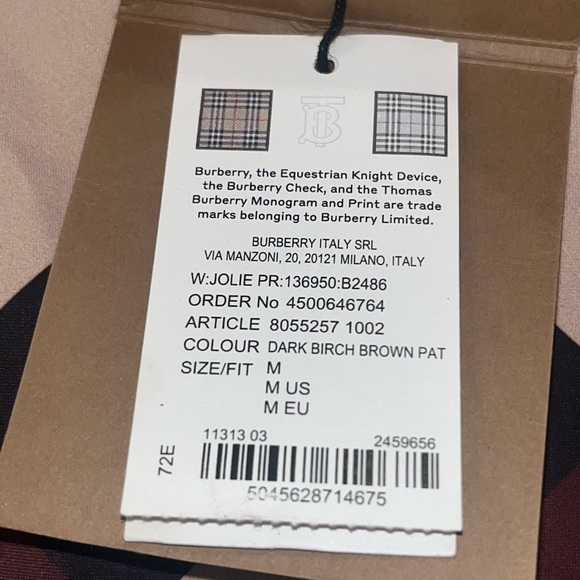 TB
Burberry, the Equestrian Knight Device,
the Burberry Check, and the Thomas
Burberry Monogram and Print are trade
marks belonging to Burberry Limited.
BURBERRY ITALY SRL
VIA MANZONI, 20, 20121 MILANO, ITALY
W:JOLIE PR:136950:B2486
ORDER No 4500646764
ARTICLE 8055257 1002
COLOUR DARK BIRCH BROWN PAT
SIZE/FIT M
M US
M EU
72E
11313 03 2459656
5045628714675